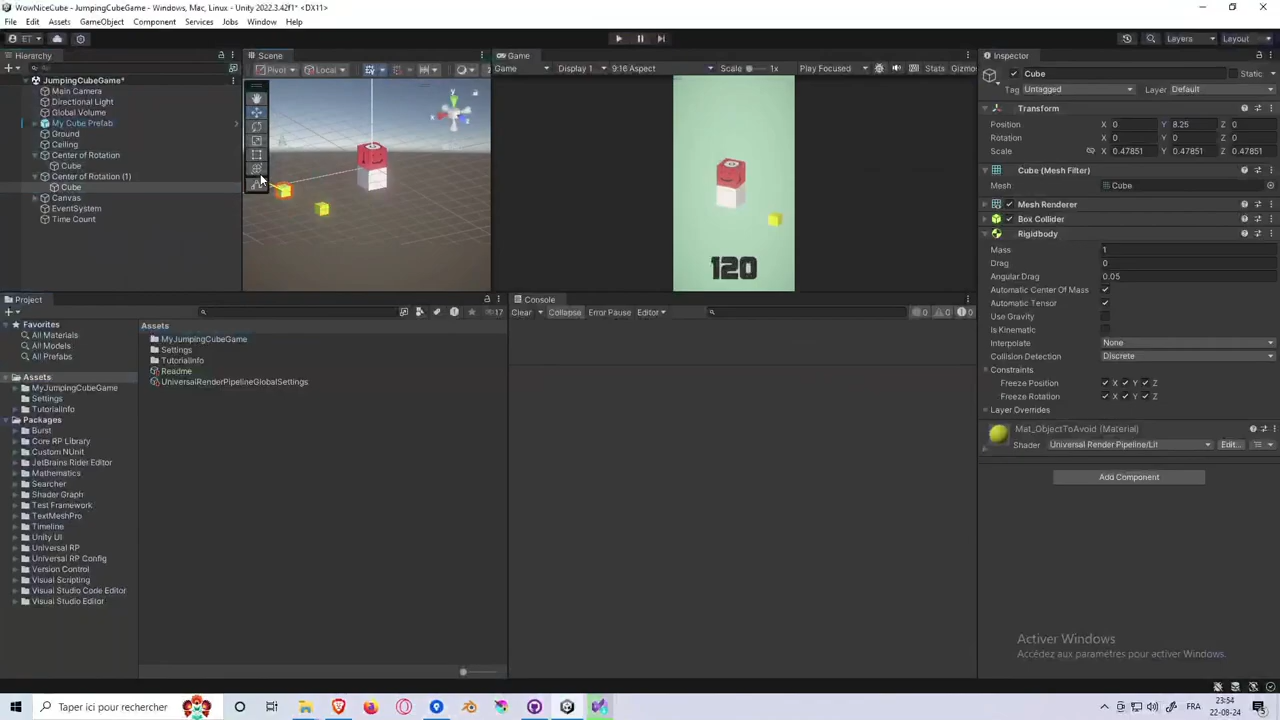 WowNiceCube - JumpingCubeGame - Windows, Mac, Linux - Unity 2022.3.42f1* <DX11>
File Edit Assets GameObject Component Services Jobs Window Help
ET Layers Layout
Hierarchy Scene Game Inspector
All
JumpingCubeGame*
Main Camera
Directional Light
Global Volume
My Cube Prefab
Ground
Ceiling
Center of Rotation
Cube
Center of Rotation (1)
Cube
Canvas
EventSystem
Time Count
Pivot Local
y
x
Game Display 1 9:16 Aspect Scale 1x Play Focused Stats Gizmo
120
Cube Static
Tag Untagged Layer Default
Transform
Position X 0 Y 8.25 Z 0
Rotation X 0 Y 0 Z 0
Scale X 0.47851 Y 0.47851 Z 0.47851
Cube (Mesh Filter)
Mesh Cube
Mesh Renderer
Box Collider
Rigidbody
Mass 1
Drag 0
Angular Drag 0.05
Automatic Center Of Mass
Automatic Tensor
Use Gravity
Is Kinematic
Interpolate None
Collision Detection Discrete
Constraints
Freeze Position X Y Z
Freeze Rotation X Y Z
Layer Overrides
Mat_ObjectToAvoid (Material)
Shader Universal Render Pipeline/Lit Edit...
Add Component
Project
17
Favorites
All Materials
All Models
All Prefabs
Assets
MyJumpingCubeGame
Settings
TutorialInfo
Packages
Burst
Core RP Library
Custom NUnit
JetBrains Rider Editor
Mathematics
Searcher
Shader Graph
Test Framework
TextMeshPro
Timeline
Unity UI
Universal RP
Universal RP Config
Version Control
Visual Scripting
Visual Studio Code Editor
Visual Studio Editor
Assets
MyJumpingCubeGame
Settings
TutorialInfo
Readme
UniversalRenderPipelineGlobalSettings
Console
Clear Collapse Error Pause Editor 0 0 0
Activer Windows
Accédez aux paramètres pour activer Windows.
Taper ici pour rechercher
FRA 23:54
22-08-24